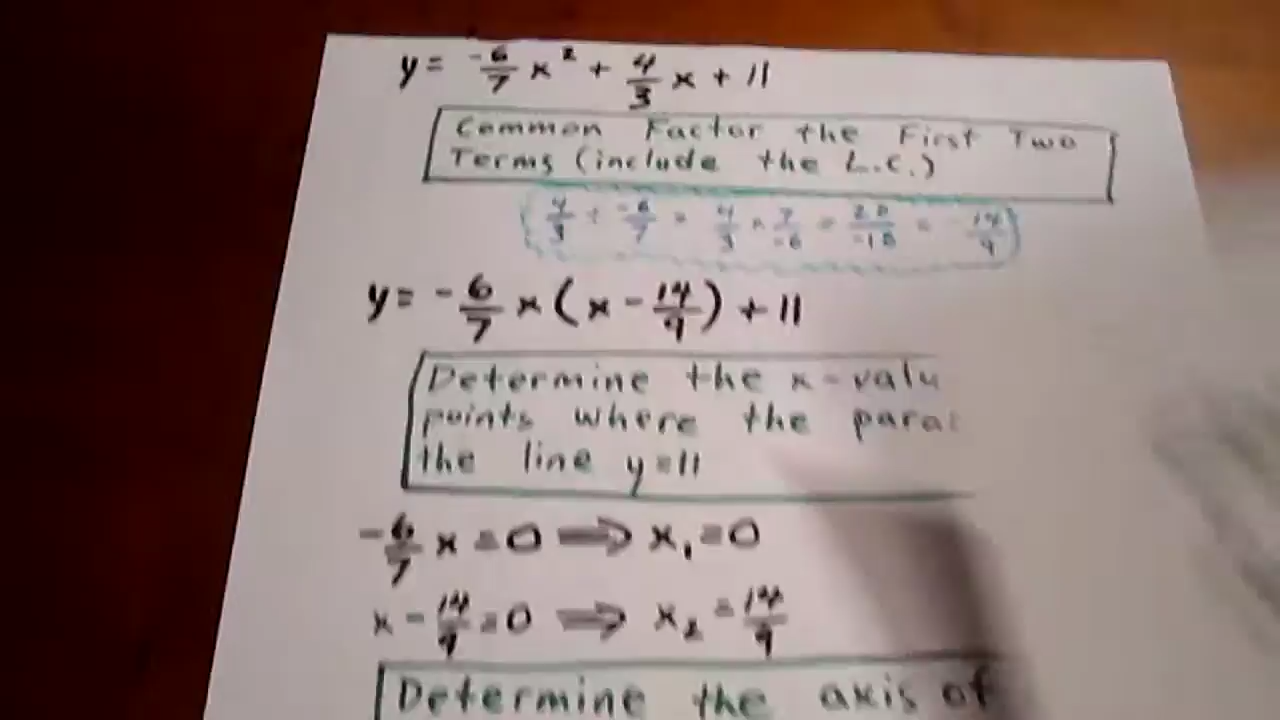 y = -6/7 x² + 4/3 x + 11
Common Factor the First Two
Terms (include the L.C.)
4/3 ÷ -6/7 = 4/3 × 7/-6 = 28/-18 = -14/9
y = -6/7 x (x - 14/9) + 11
Determine the x-valu
points where the para
the line y=11
-6/7 x = 0 ⟹ x₁ = 0
x - 14/9 = 0 ⟹ x₂ = 14/9
Determine the axis of